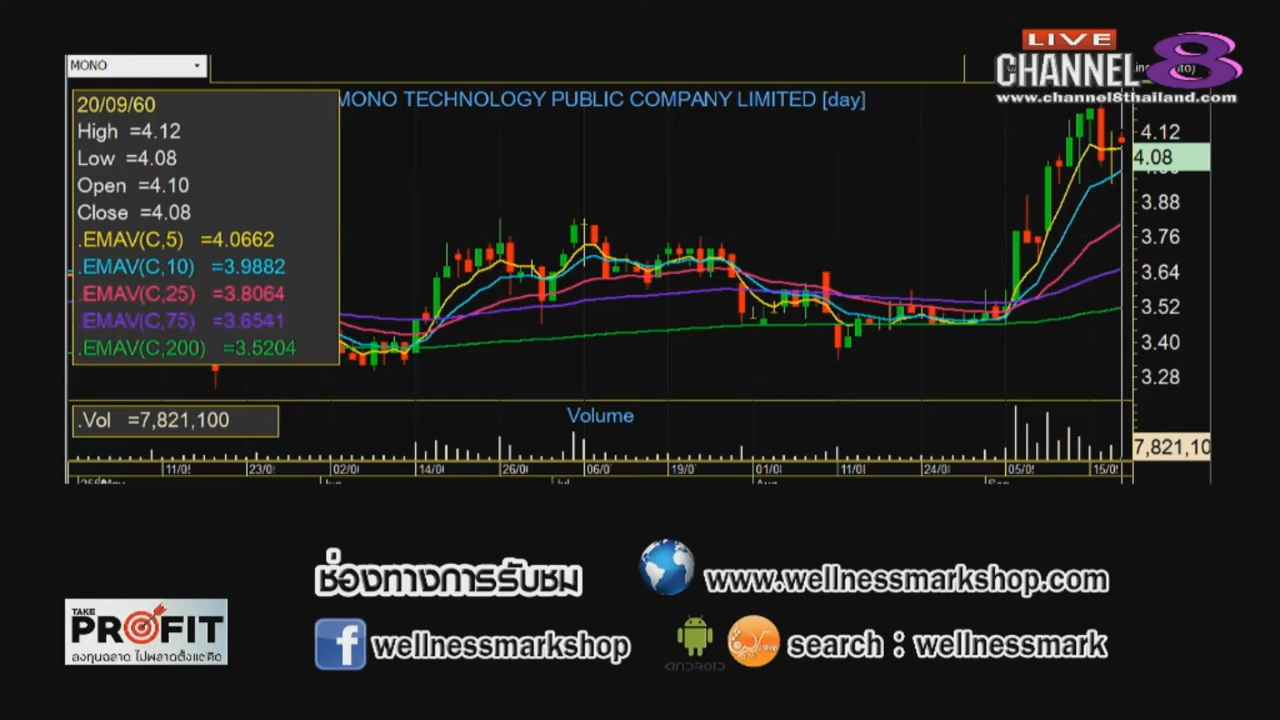 LIVE
CHANNEL 8
www.channel8thailand.com
MONO
MONO TECHNOLOGY PUBLIC COMPANY LIMITED [day]
20/09/60
High =4.12
Low =4.08
Open =4.10
Close =4.08
.EMAV(C,5) =4.0662
.EMAV(C,10) =3.9882
.EMAV(C,25) =3.8064
.EMAV(C,75) =3.6541
.EMAV(C,200) =3.5204
4.12
4.08
3.88
3.76
3.64
3.52
3.40
3.28
.Vol =7,821,100
Volume
7,821,10
11/0 23/0 02/0 14/0 26/0 06/0 19/0 01/0 11/0 24/0 05/0 15/0
ช่องทางการรับชม
www.wellnessmarkshop.com
TAKE
PROFIT
ลงทุนฉลาด ไม่พลาดตั้งแต่คิด
f wellnessmarkshop
ANDROID
search : wellnessmark